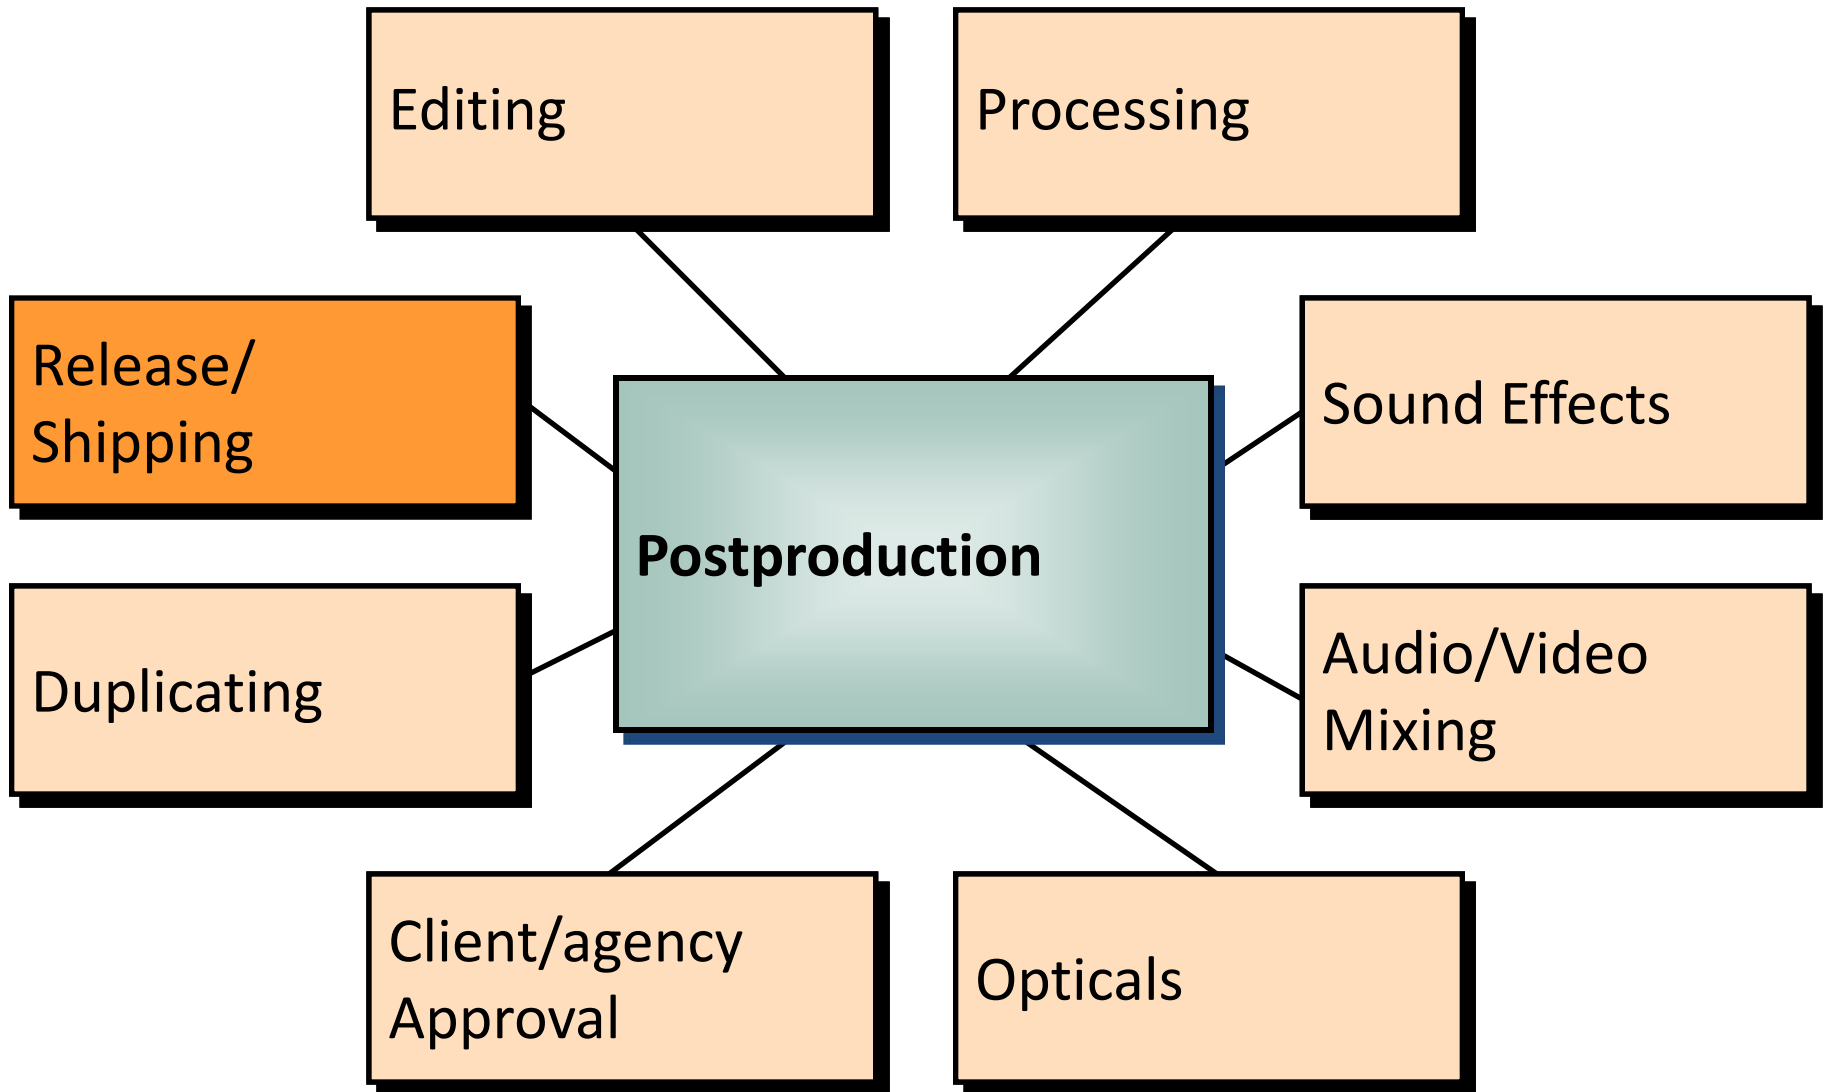 Editing
Processing
Release/
Shipping
Sound Effects
Postproduction
Duplicating
Audio/Video
Mixing
Client/agency
Approval
Opticals